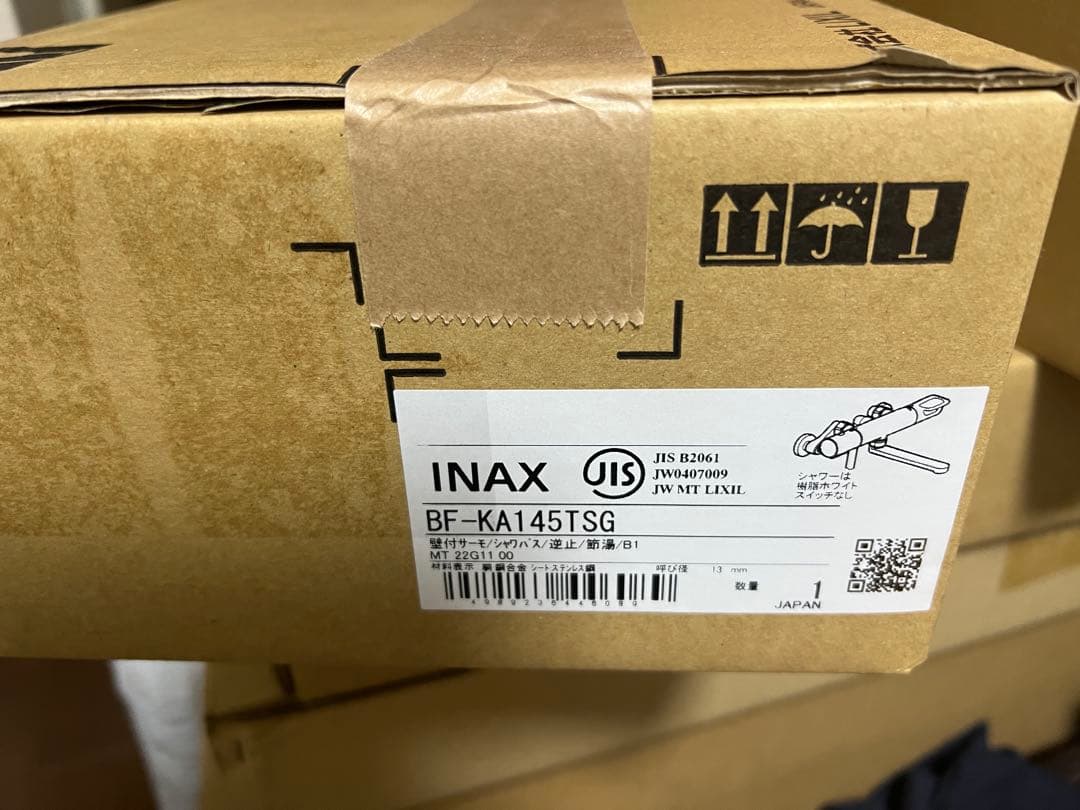 INAX
JIS
JIS B2061
JW0407009
JW MT LIXIL
シャワーは
樹脂ホワイト
スイッチなし
BF-KA145TSG
壁付サーモ/シャワバス/逆止/節湯/B1
MT 22G11 00
材料表示 銅 銅合金 シートステンレス鋼 呼び径 13 mm
数量 1
JAPAN